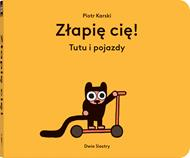 Piotr Karski
Złapię cię!
Tutu i pojazdy
Dwie Siostry